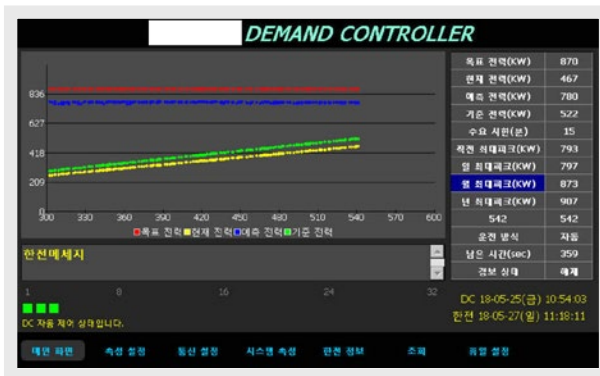 DEMAND CONTROLLER
836
627
418
209
0
300 330 360 390 420 450 480 510 540 570 600
목표 전력 현재 전력 예측 전력 기준 전력
목표 전력(KW) 870
현재 전력(KW) 467
예측 전력(KW) 780
기준 전력(KW) 522
수요 시한(분) 15
직전 최대피크(KW) 793
일 최대피크(KW) 797
월 최대피크(KW) 873
년 최대피크(KW) 907
542 542
운전 방식 자동
남은 시간(sec) 359
경보 상태 해제
한전메세지
1 8 16 24 32
DC 자동 제어 상태입니다.
DC 18-05-25(금) 10:54:03
한전 18-05-27(일) 11:18:11
메인 화면 측정 설정 통신 설정 시스템 측정 한전 정보 조회 휴일 설정